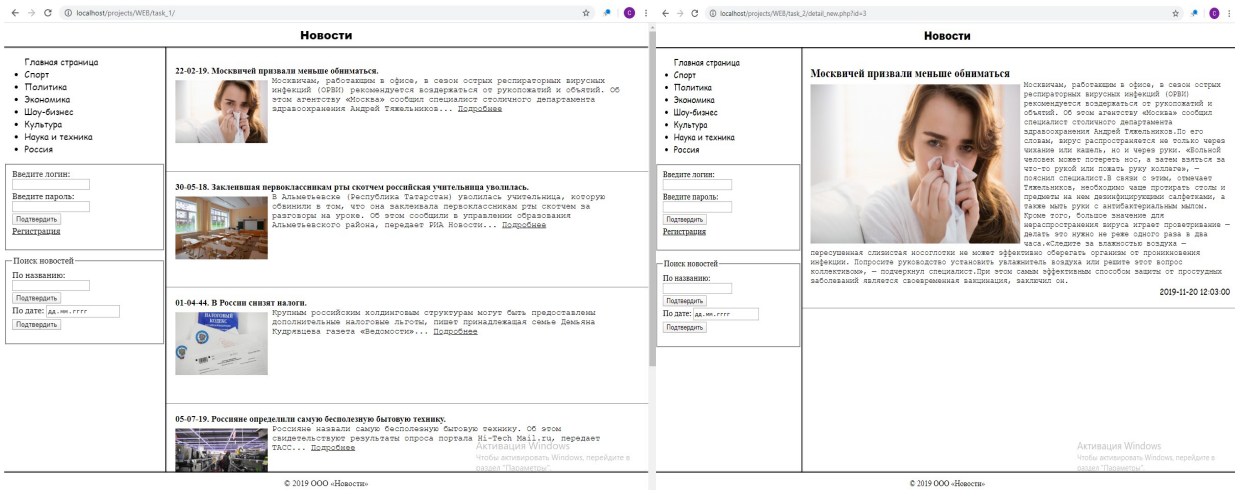 localhost/projects/WEB/task_1/
Новости
Главная страница
Спорт
Политика
Экономика
Шоу-бизнес
Культура
Наука и техника
Россия
Введите логин:
Введите пароль:
Подтвердить
Регистрация
Поиск новостей
По названию:
Подтвердить
По дате: дд.мм.гггг
Подтвердить
22-02-19. Москвичей призвали меньше обниматься.
Москвичам, работающим в офисе, в сезон острых респираторных вирусных
инфекций (ОРВИ) рекомендуется воздержаться от рукопожатий и объятий. Об
этом агентству «Москва» сообщил специалист столичного департамента
здравоохранения Андрей Тяжельников... Подробнее
30-05-18. Заклеившая первоклассникам рты скотчем российская учительница уволилась.
В Альметьевске (Республика Татарстан) уволилась учительница, которую
обвинили в том, что она заклеивала первоклассникам рты скотчем за
разговоры на уроке. Об этом сообщили в управлении образования
Альметьевского района, передает РИА Новости... Подробнее
01-04-44. В России снизят налоги.
Крупным российским холдинговым структурам могут быть предоставлены
дополнительные налоговые льготы, пишет принадлежащая семье Демьяна
Кудрявцева газета «Ведомости»... Подробнее
НАЛОГОВЫЙ
КОДЕКС
05-07-19. Россияне определили самую бесполезную бытовую технику.
Россияне назвали самую бесполезную бытовую технику. Об этом
свидетельствуют результаты опроса портала Hi-Tech Mail.ru, передает
ТАСС... Подробнее
Активация Windows
Чтобы активировать Windows, перейдите в
раздел "Параметры".
© 2019 ООО «Новости»
localhost/projects/WEB/task_2/detail_new.php?id=3
Новости
Главная страница
Спорт
Политика
Экономика
Шоу-бизнес
Культура
Наука и техника
Россия
Введите логин:
Введите пароль:
Подтвердить
Регистрация
Поиск новостей
По названию:
Подтвердить
По дате: дд.мм.гггг
Подтвердить
Москвичей призвали меньше обниматься
Москвичам, работающим в офисе, в сезон острых
респираторных вирусных инфекций (ОРВИ)
рекомендуется воздержаться от рукопожатий и
объятий. Об этом агентству «Москва» сообщил
специалист столичного департамента
здравоохранения Андрей Тяжельников.По его
словам, вирус распространяется не только через
чихание или кашель, но и через руки. «Больной
человек может потереть нос, а затем взяться за
что-то рукой или пожать руку коллеге», —
пояснил специалист.В связи с этим, отмечает
Тяжельников, необходимо чаще протирать столы и
предметы на нем дезинфицирующими салфетками, а
также мыть руки с антибактериальным мылом.
Кроме того, большое значение для
нераспространения вируса играет проветривание —
делать это нужно не реже одного раза в два
часа.«Следите за влажностью воздуха —
пересушенная слизистая носоглотки не может эффективно оберегать организм от проникновения
инфекции. Попросите руководство установить увлажнитель воздуха или решите этот вопрос
коллективом», — подчеркнул специалист.При этом самым эффективным способом защиты от простудных
заболеваний является своевременная вакцинация, заключил он.
2019-11-20 12:03:00
Активация Windows
Чтобы активировать Windows, перейдите в
раздел "Параметры".
© 2019 ООО «Новости»